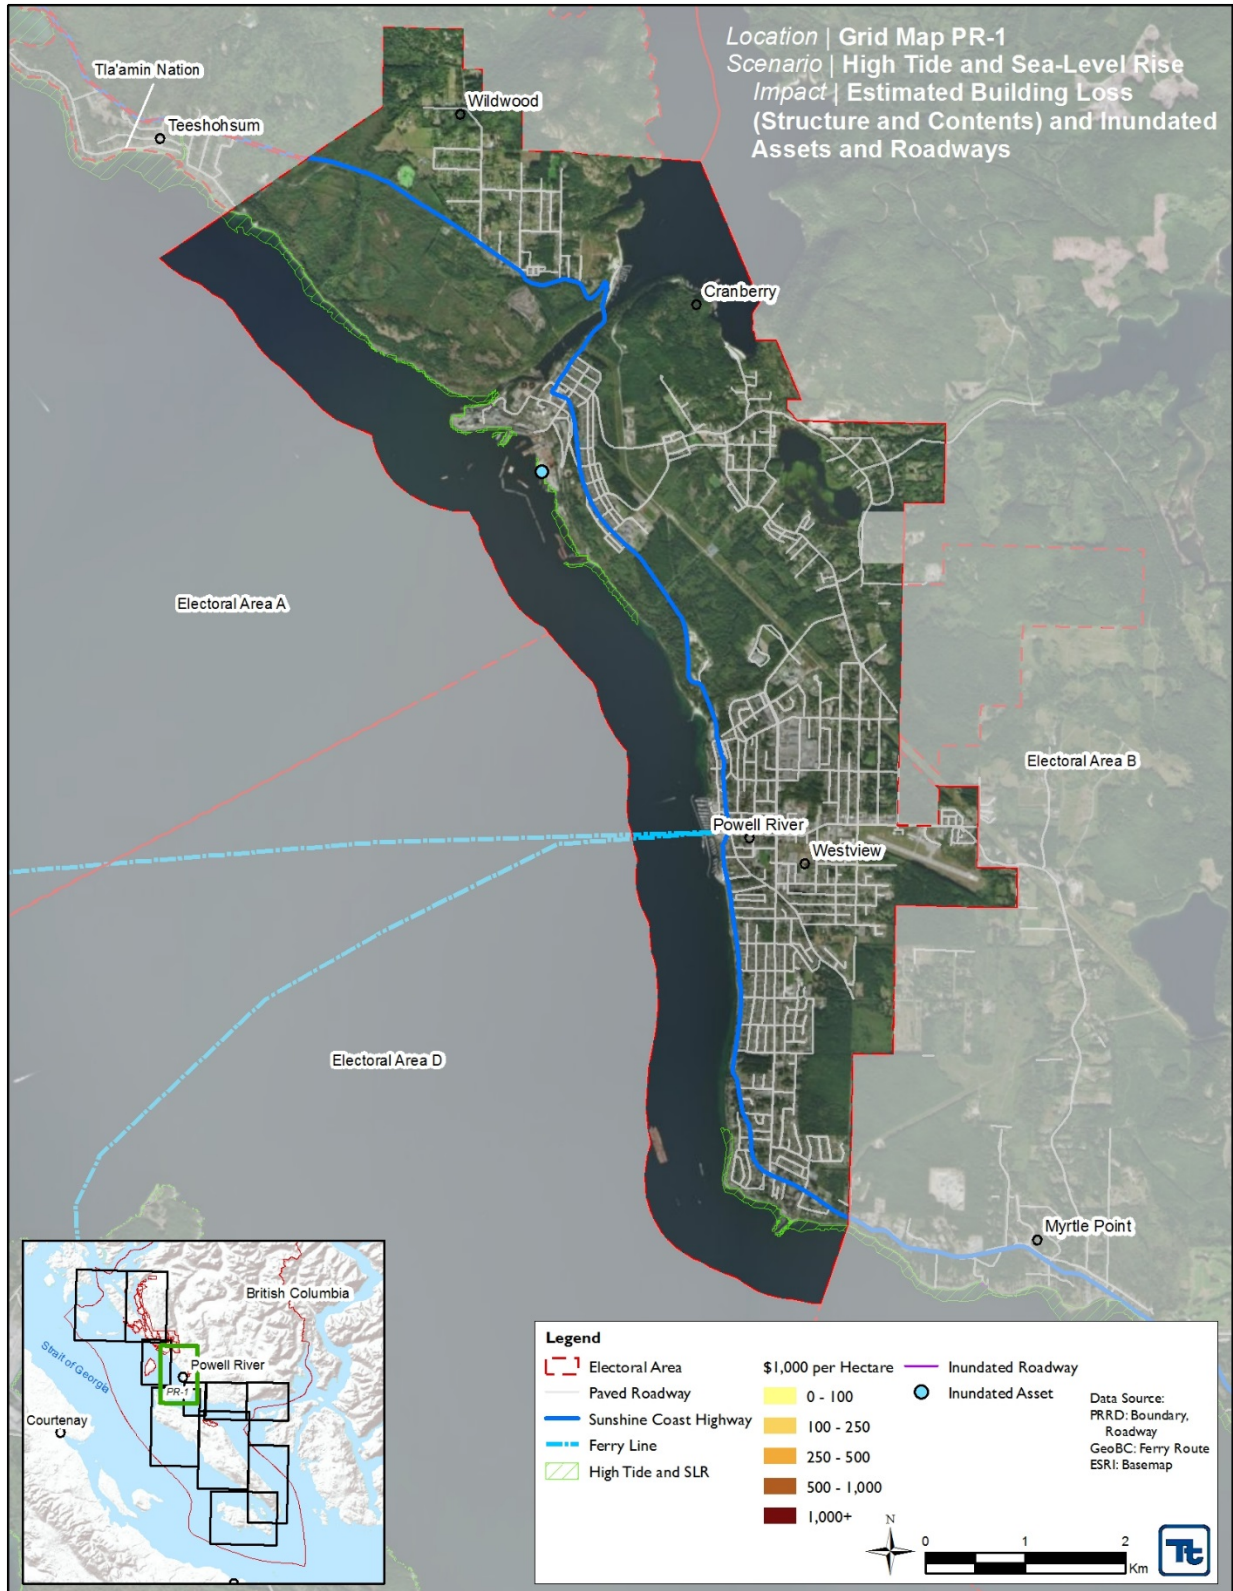 Location | Grid Map PR-1
Scenario | High Tide and Sea-Level Rise
Impact | Estimated Building Loss
(Structure and Contents) and Inundated
Assets and Roadways
Tla'amin Nation
Teeshohsum
Wildwood
Cranberry
Electoral Area A
Electoral Area B
Powell River
Westview
Electoral Area D
Myrtle Point
British Columbia
Strait of Georgia
Powell River
PR-1
Courtenay
Legend
Electoral Area
Paved Roadway
Sunshine Coast Highway
Ferry Line
High Tide and SLR
$1,000 per Hectare
0 - 100
100 - 250
250 - 500
500 - 1,000
1,000+
Inundated Roadway
Inundated Asset
Data Source:
PRRD: Boundary,
Roadway
GeoBC: Ferry Route
ESRI: Basemap
N
0 1 2
Km
Tt